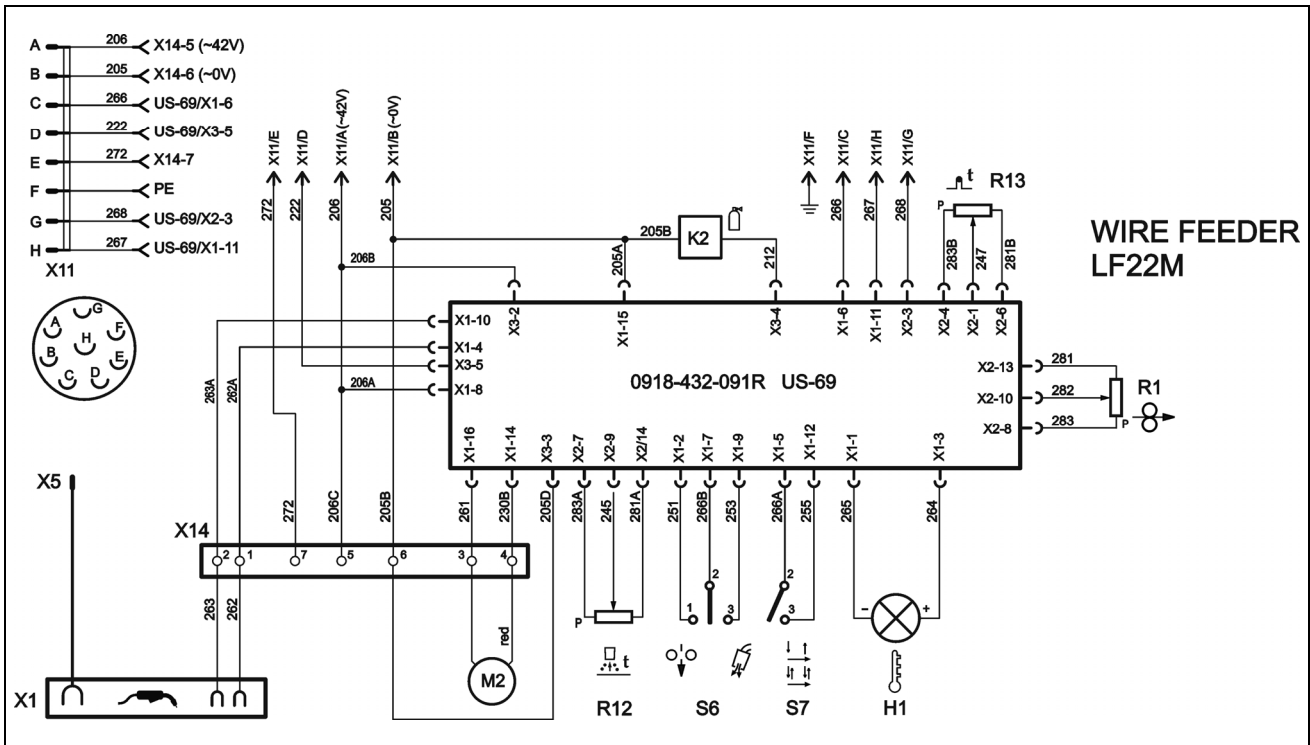 A 206 X14-5 (~42V)
B 205 X14-6 (~0V)
C 266 US-69/X1-6
D 222 US-69/X3-5
E 272 X14-7
F PE
G 268 US-69/X2-3
H 267 US-69/X1-11
X11
A G F B H E C D
X11/E X11/D X11/A (~42V) X11/B (~0V) X11/F X11/C X11/H X11/G
272 222 206 205 266 267 268
t R13
P
283B 247 281B
WIRE FEEDER
LF22M
205B K2
206B 205A 212
X3-2 X1-15 X3-4 X1-6 X1-11 X2-3 X2-4 X2-1 X2-6
X1-10
X1-4
X3-5
206A X1-8
263A 262A
0918-432-091R US-69
X2-13 281
X2-10 282
X2-8 283
R1
P
X1-16 X1-14 X3-3 X2-7 X2-9 X2/14 X1-2 X1-7 X1-9 X1-5 X1-12 X1-1 X1-3
272 206C 205B 261 230B 205D 283A 245 281A 251 266B 253 266A 255 265 264
X5
X14
2 1 7 5 6 3 4
263 262
red
M2
P
t
R12
1 2 3
S6
2 3
S7
- +
H1
X1